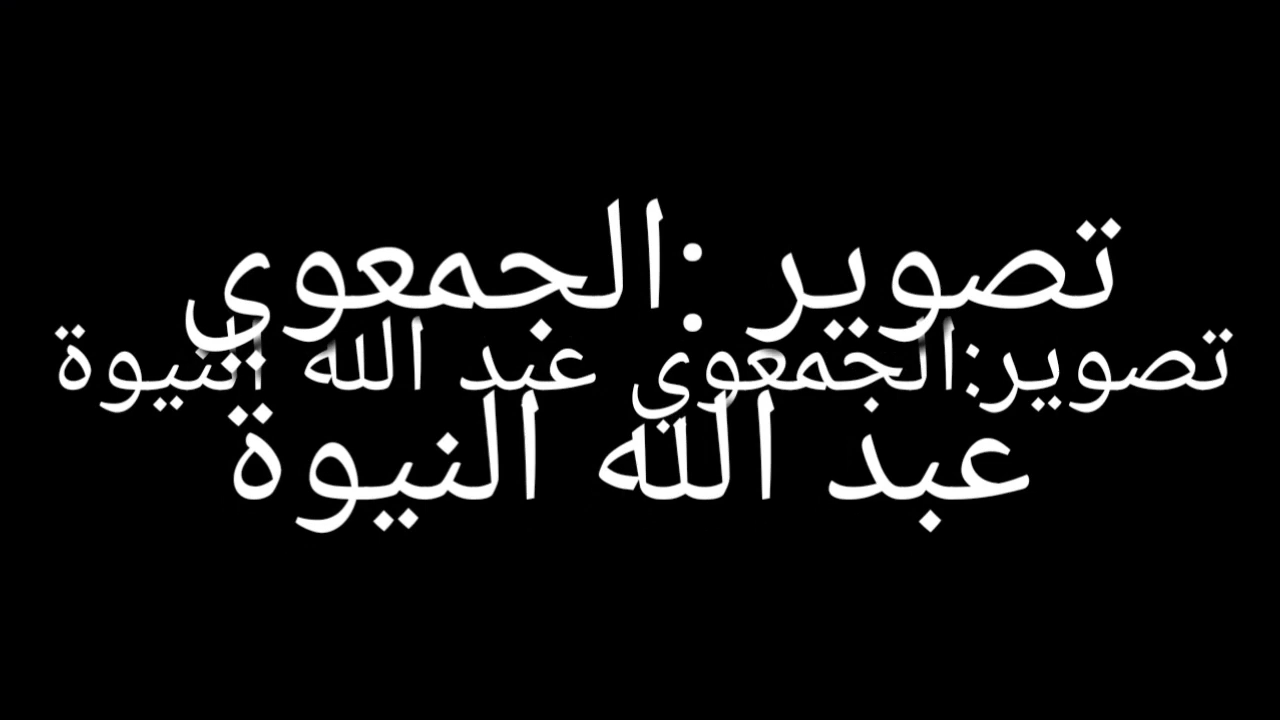 تصوير :الجمعوي
تصوير:الجمعوي عبد الله النيوة
عبد الله النيوة